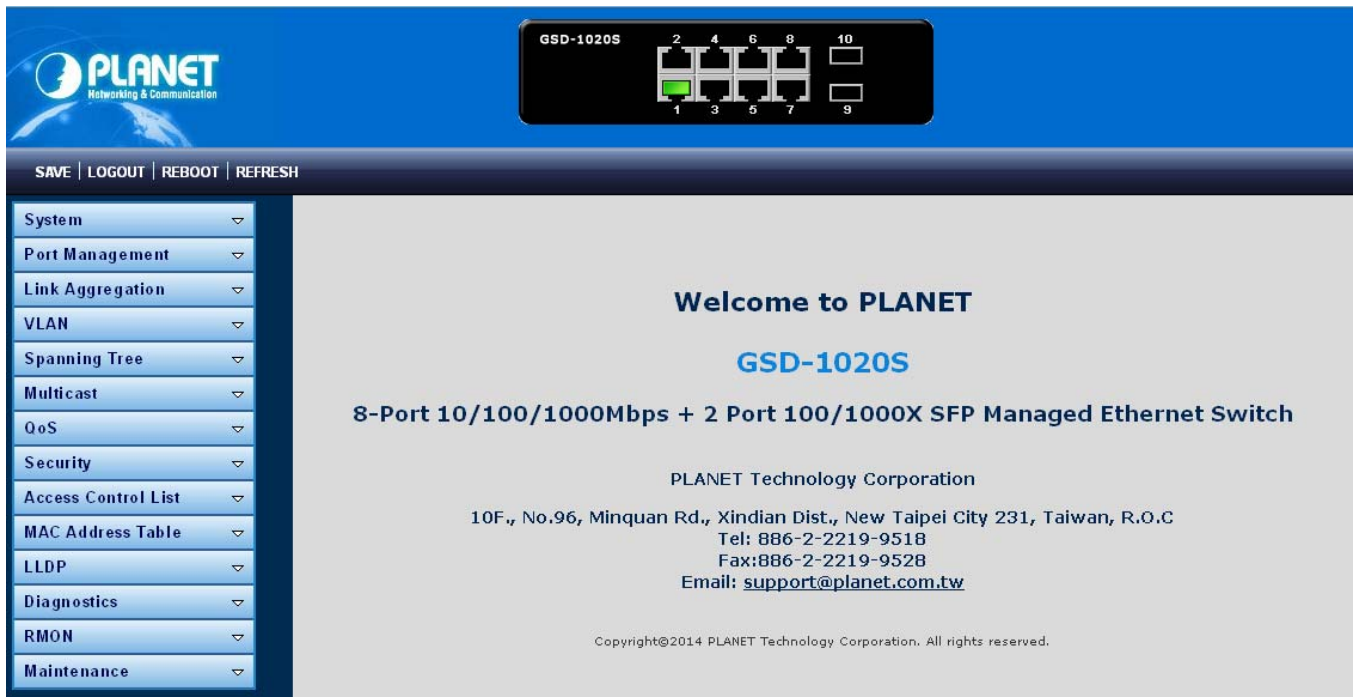 PLANET
Networking & Communication
GSD-1020S
2 4 6 8 10
1 3 5 7 9
SAVE | LOGOUT | REBOOT | REFRESH
System
Port Management
Link Aggregation
VLAN
Spanning Tree
Multicast
QoS
Security
Access Control List
MAC Address Table
LLDP
Diagnostics
RMON
Maintenance
Welcome to PLANET
GSD-1020S
8-Port 10/100/1000Mbps + 2 Port 100/1000X SFP Managed Ethernet Switch
PLANET Technology Corporation
10F., No.96, Minquan Rd., Xindian Dist., New Taipei City 231, Taiwan, R.O.C
Tel: 886-2-2219-9518
Fax:886-2-2219-9528
Email: support@planet.com.tw
Copyright©2014 PLANET Technology Corporation. All rights reserved.